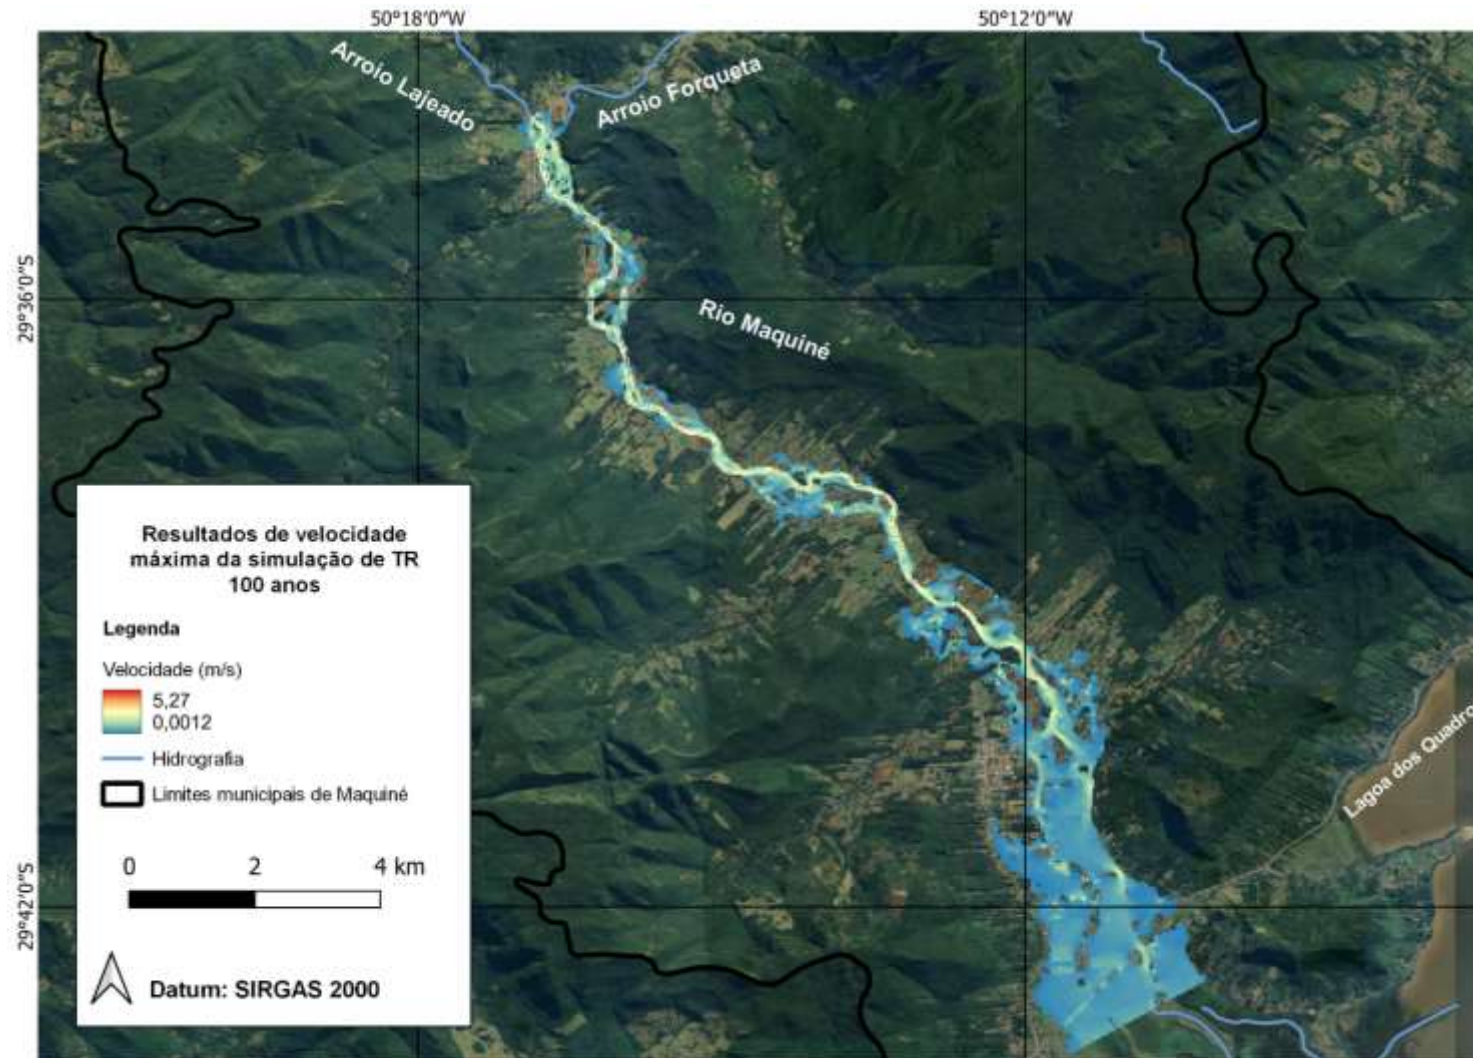 50°18'0"W
50°12'0"W
Arroio Lajeado
Arroio Forqueta
29°36'0"S
Rio Maquiné
Resultados de velocidade
máxima da simulação de TR
100 anos
Legenda
Velocidade (m/s)
5,27
0,0012
Hidrografia
Limites municipais de Maquiné
0 2 4 km
Datum: SIRGAS 2000
Lagoa dos Quadro
29°42'0"S